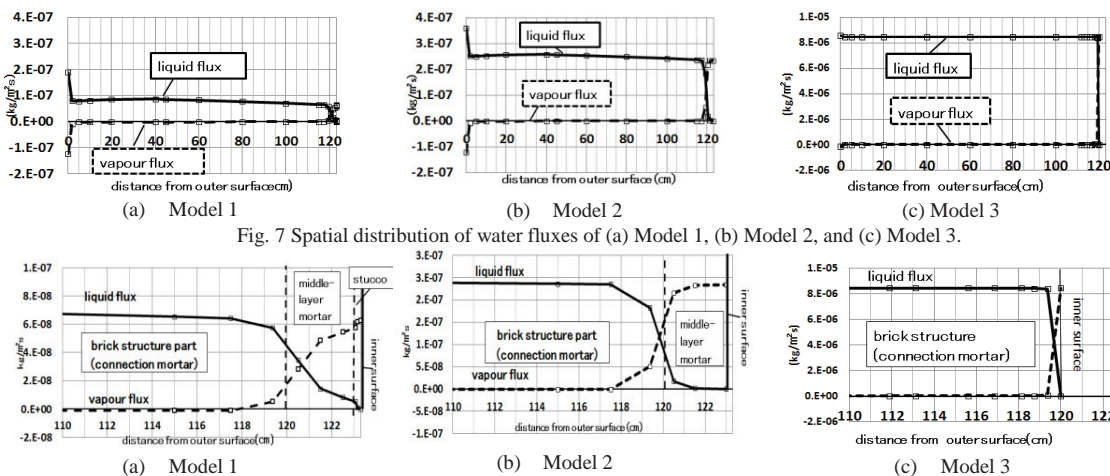 4.E-07
3.E-07
2.E-07
1.E-07
0.E+00
-1.E-07
-2.E-07
(kg/m²s)
liquid flux
vapour flux
0 20 40 60 80 100 120
distance from outer surface(cm)
(a) Model 1
4.E-07
3.E-07
2.E-07
1.E-07
0.E+00
-1.E-07
-2.E-07
(kg/m²s)
liquid flux
vapour flux
0 20 40 60 80 100 120
distance from outer surface(cm)
(b) Model 2
1.E-05
8.E-06
6.E-06
4.E-06
2.E-06
0.E+00
-2.E-06
(kg/m²s)
liquid flux
vapour flux
0 20 40 60 80 100 120
distance from outer surface(cm)
(c) Model 3
Fig. 7 Spatial distribution of water fluxes of (a) Model 1, (b) Model 2, and (c) Model 3.
1.E-07
8.E-08
6.E-08
4.E-08
2.E-08
0.E+00
-2.E-08
kg/m²s
liquid flux
middle-
layer
mortar
stucco
brick structure part
(connection mortar)
vapour flux
inner surface
110 112 114 116 118 120 122
distance from outer surface(cm)
(a) Model 1
3.E-07
3.E-07
2.E-07
2.E-07
1.E-07
5.E-08
0.E+00
-5.E-08
-1.E-07
kg/m²s
liquid flux
brick structure part
(connection mortar)
middle-
layer
mortar
vapour flux
inner surface
110 112 114 116 118 120 122
distance from outer surface(cm)
(b) Model 2
1.E-05
8.E-06
6.E-06
4.E-06
2.E-06
0.E+00
-2.E-06
(kg/m²s)
liquid flux
brick structure
(connection mortar)
inner surface
vapour flux
110 112 114 116 118 120 122
distance from outer surface(cm)
(c) Model 3